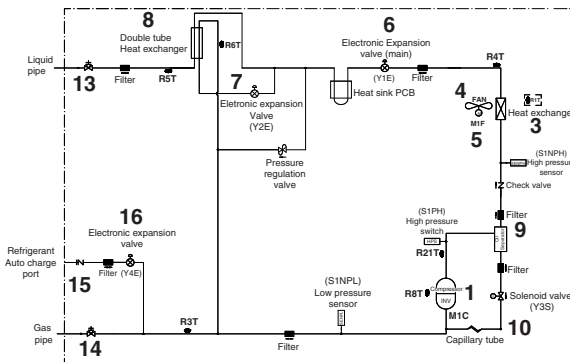 8
Double tube
Heat exchanger
R6T
6
Electronic Expansion
valve (main)
(Y1E)
Filter
R4T
Liquid
pipe
13
Filter
R5T
7
Eletronic expansion
Valve
(Y2E)
Heat sink PCB
4
FAN
M1F
5
R1T
3
Heat exchanger
Pressure
regulation
valve
(S1NPH)
High pressure
sensor
Check valve
16
Electronic expansion
valve
Filter
(Y4E)
Refrigerant
Auto charge
port
15
(S1PH)
High pressure
switch
HPS
R21T
Filter
9
Filter
(S1NPL)
Low pressure
sensor
R8T
Compressor
INV
1
M1C
Solenoid valve
(Y3S)
10
Capillary tube
Gas
pipe
14
R3T
Filter